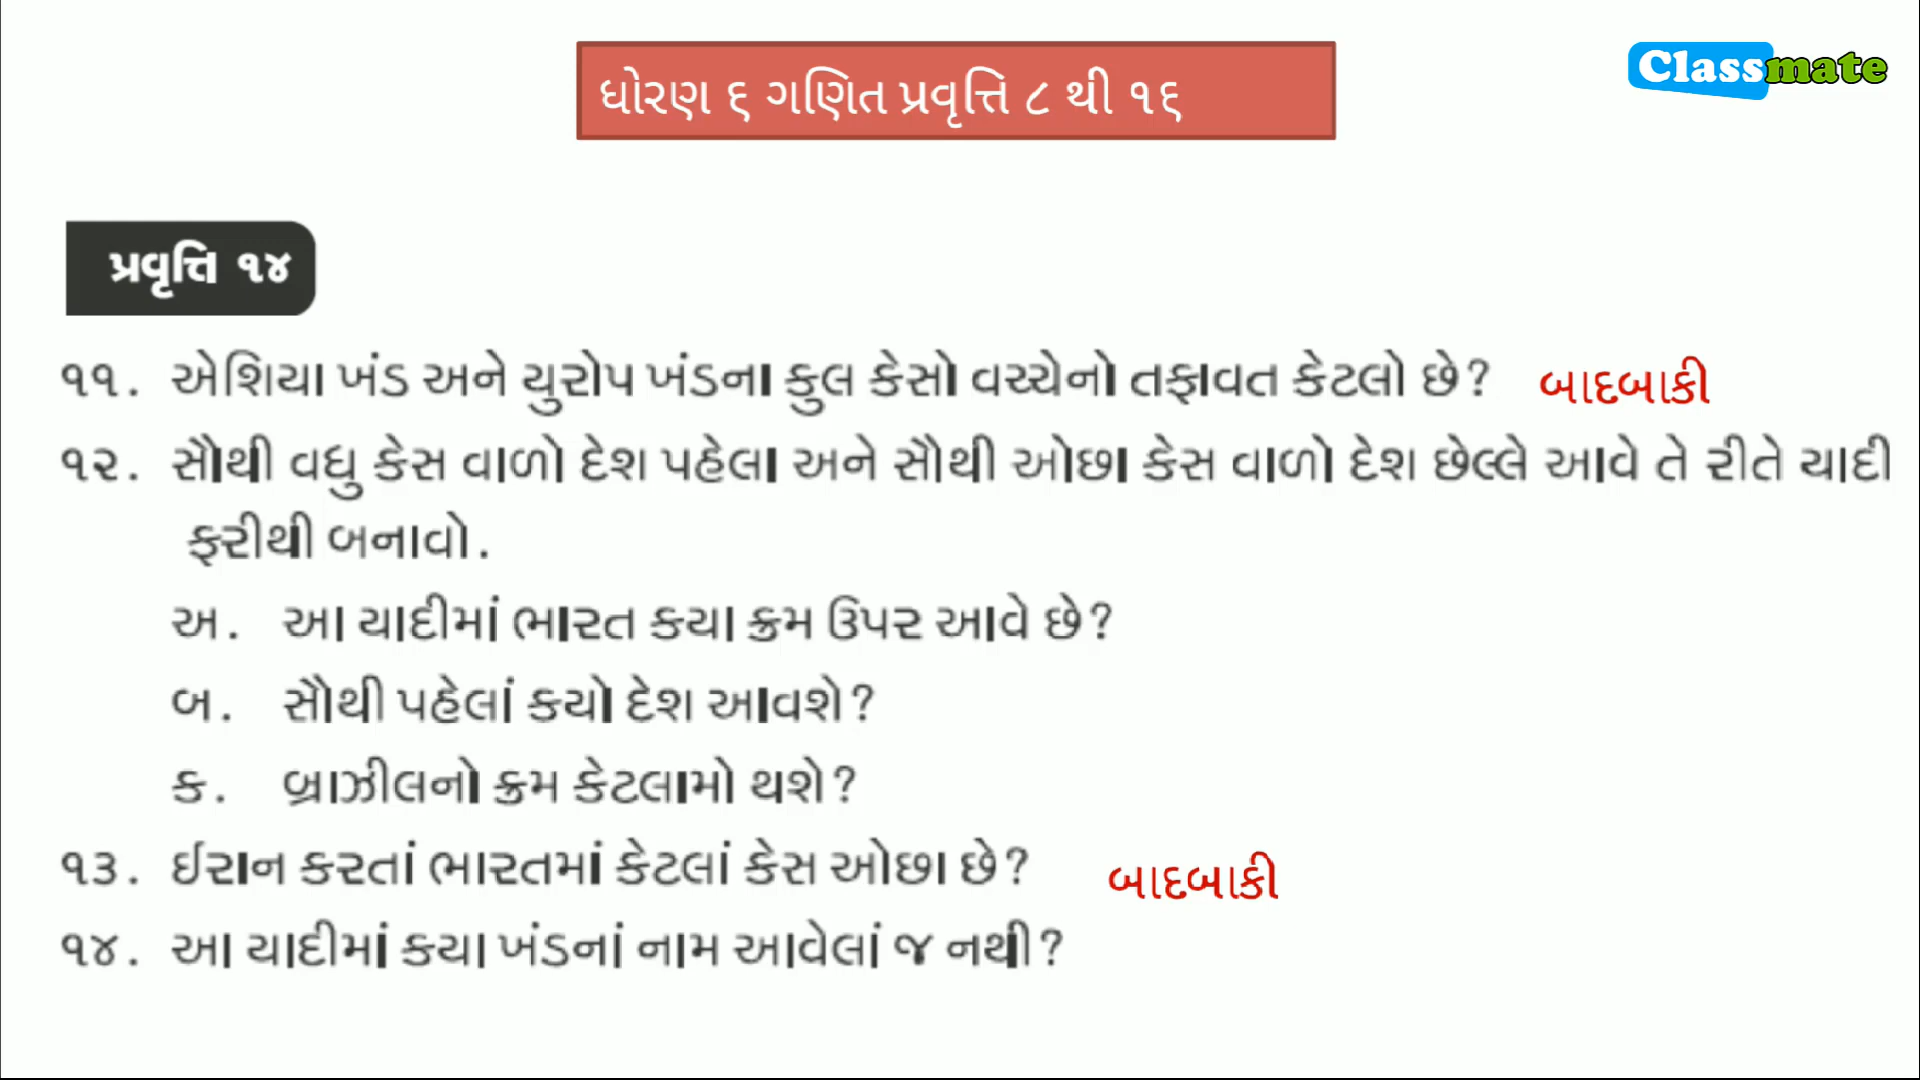 Classmate
ધોરણ ૬ ગણિત પ્રવૃત્તિ ૮ થી ૧૬
પ્રવૃત્તિ ૧૪
૧૧. એશિયા ખંડ અને યુરોપ ખંડના કુલ કેસો વચ્ચેનો તફાવત કેટલો છે? બાદબાકી
૧૨. સૌથી વધુ કેસ વાળો દેશ પહેલા અને સૌથી ઓછા કેસ વાળો દેશ છેલ્લે આવે તે રીતે યાદી
ફરીથી બનાવો.
અ. આ યાદીમાં ભારત કયા ક્રમ ઉપર આવે છે?
બ. સૌથી પહેલાં કયો દેશ આવશે?
ક. બ્રાઝીલનો ક્રમ કેટલામો થશે?
૧૩. ઈરાન કરતાં ભારતમાં કેટલાં કેસ ઓછા છે? બાદબાકી
૧૪. આ યાદીમાં કયા ખંડનાં નામ આવેલાં જ નથી?